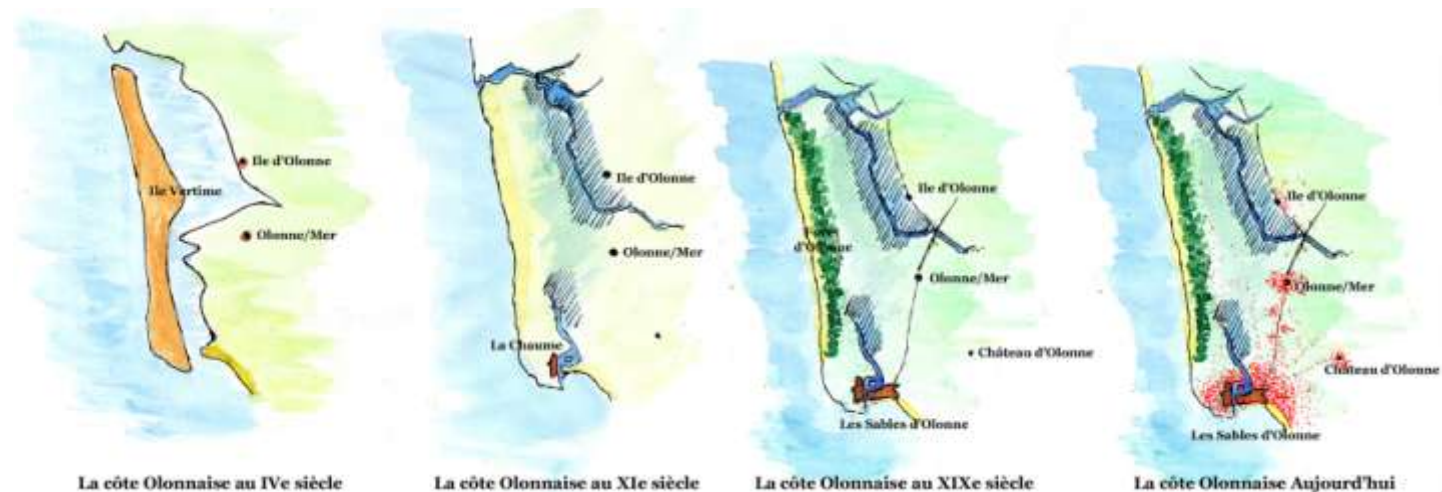 Ile d'Olonne
Ile Vertime
Olonne/Mer
La côte Olonnaise au IVe siècle
Ile d'Olonne
Olonne/Mer
La Chaume
La côte Olonnaise au XIe siècle
Ile d'Olonne
d'Olonne
Olonne/Mer
Château d'Olonne
Les Sables d'Olonne
La côte Olonnaise au XIXe siècle
Ile d'Olonne
Olonne/Mer
Château d'Olonne
Les Sables d'Olonne
La côte Olonnaise Aujourd'hui